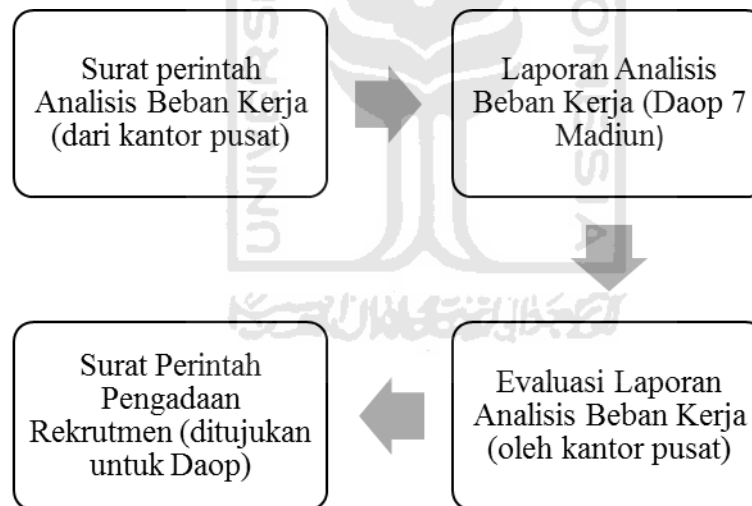 Surat perintah
Analisis Beban Kerja
(dari kantor pusat)
Laporan Analisis
Beban Kerja (Daop 7
Madiun)
Evaluasi Laporan
Analisis Beban Kerja
(oleh kantor pusat)
Surat Perintah
Pengadaan
Rekrutmen (ditujukan
untuk Daop)